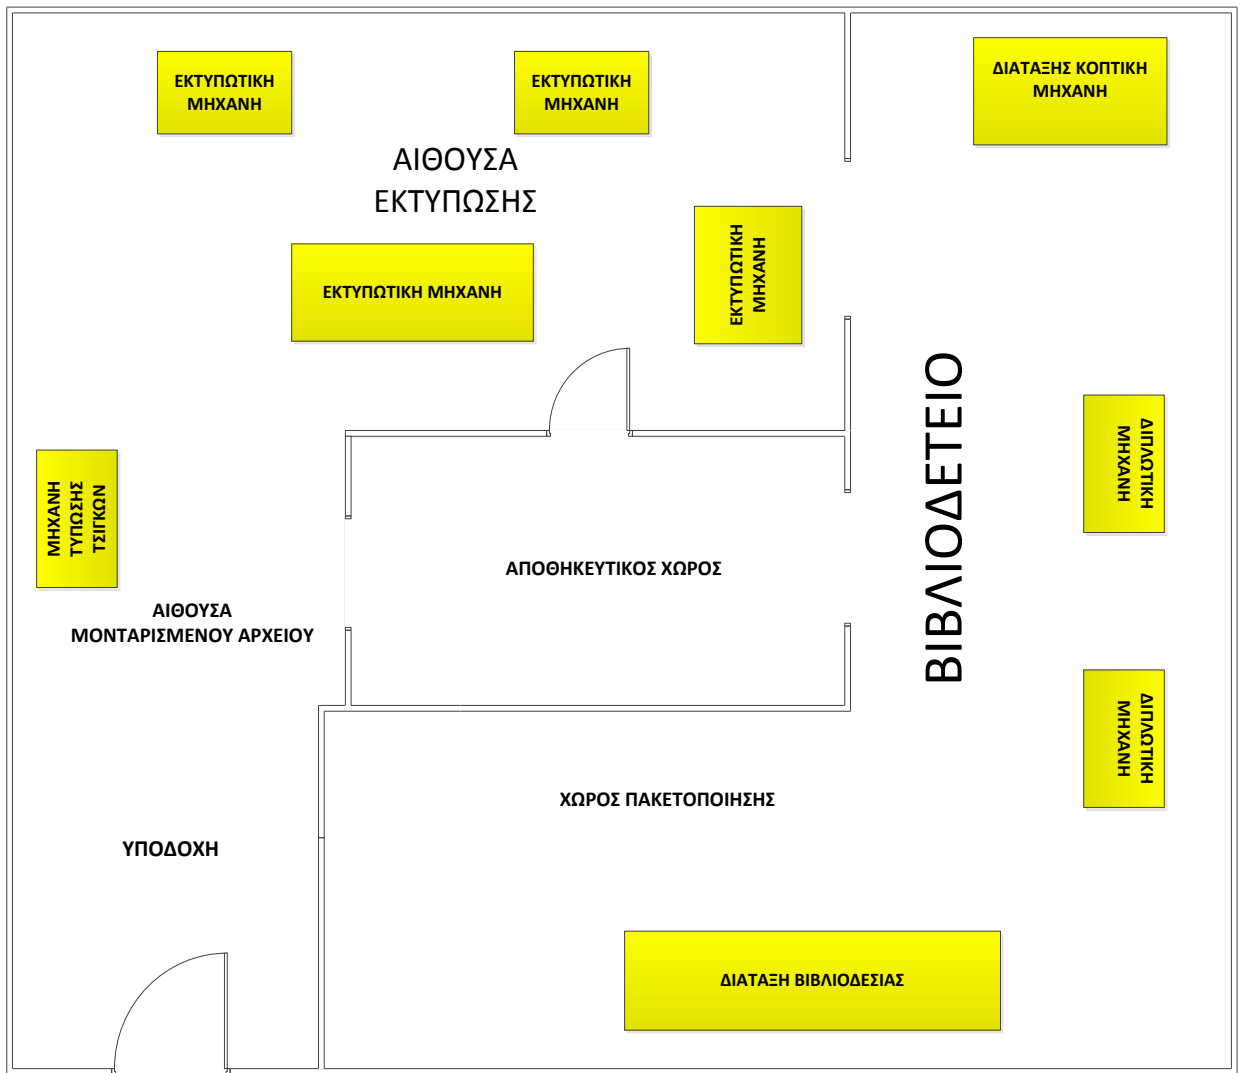 ΕΚΤΥΠΩΤΙΚΗ
ΜΗΧΑΝΗ
ΕΚΤΥΠΩΤΙΚΗ
ΜΗΧΑΝΗ
ΔΙΑΤΑΞΗΣ ΚΟΠΤΙΚΗ
ΜΗΧΑΝΗ
ΑΙΘΟΥΣΑ
ΕΚΤΥΠΩΣΗΣ
ΕΚΤΥΠΩΤΙΚΗ ΜΗΧΑΝΗ
ΕΚΤΥΠΩΤΙΚΗ
ΜΗΧΑΝΗ
ΒΙΒΛΙΟΔΕΤΕΙΟ
ΔΙΠΛΩΤΙΚΗ
ΜΗΧΑΝΗ
ΜΗΧΑΝΗ
ΤΥΠΩΣΗΣ
ΤΣΙΓΚΩΝ
ΑΠΟΘΗΚΕΥΤΙΚΟΣ ΧΩΡΟΣ
ΑΙΘΟΥΣΑ
ΜΟΝΤΑΡΙΣΜΕΝΟΥ ΑΡΧΕΙΟΥ
ΔΙΠΛΩΤΙΚΗ
ΜΗΧΑΝΗ
ΧΩΡΟΣ ΠΑΚΕΤΟΠΟΙΗΣΗΣ
ΥΠΟΔΟΧΗ
ΔΙΑΤΑΞΗ ΒΙΒΛΙΟΔΕΣΙΑΣ